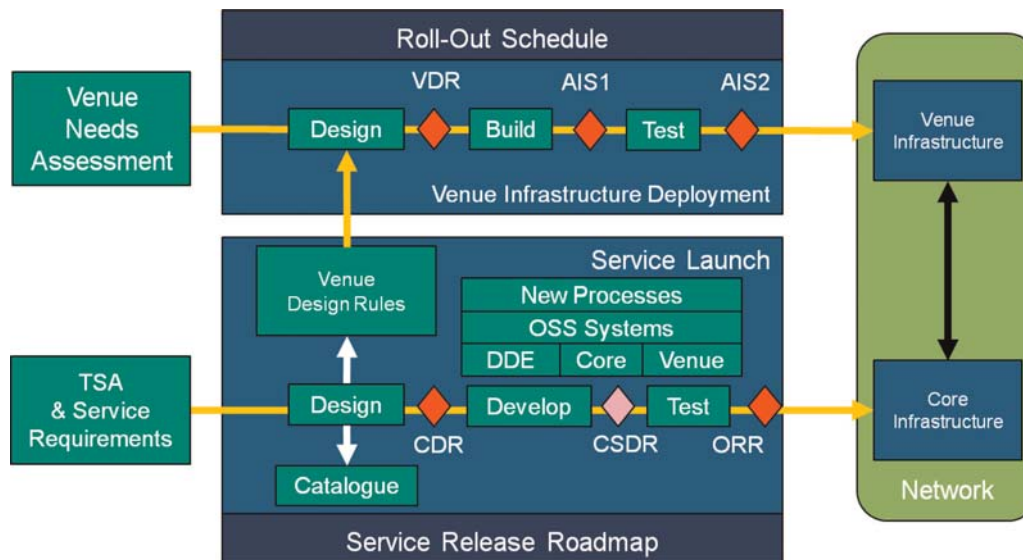 Roll-Out Schedule
Venue
Needs
Assessment
VDR
AIS1
AIS2
Design
Build
Test
Venue Infrastructure Deployment
Venue
Infrastructure
Service Launch
Venue
Design Rules
New Processes
OSS Systems
DDE
Core
Venue
TSA
& Service
Requirements
Design
Develop
Test
CDR
CSDR
ORR
Catalogue
Core
Infrastructure
Network
Service Release Roadmap